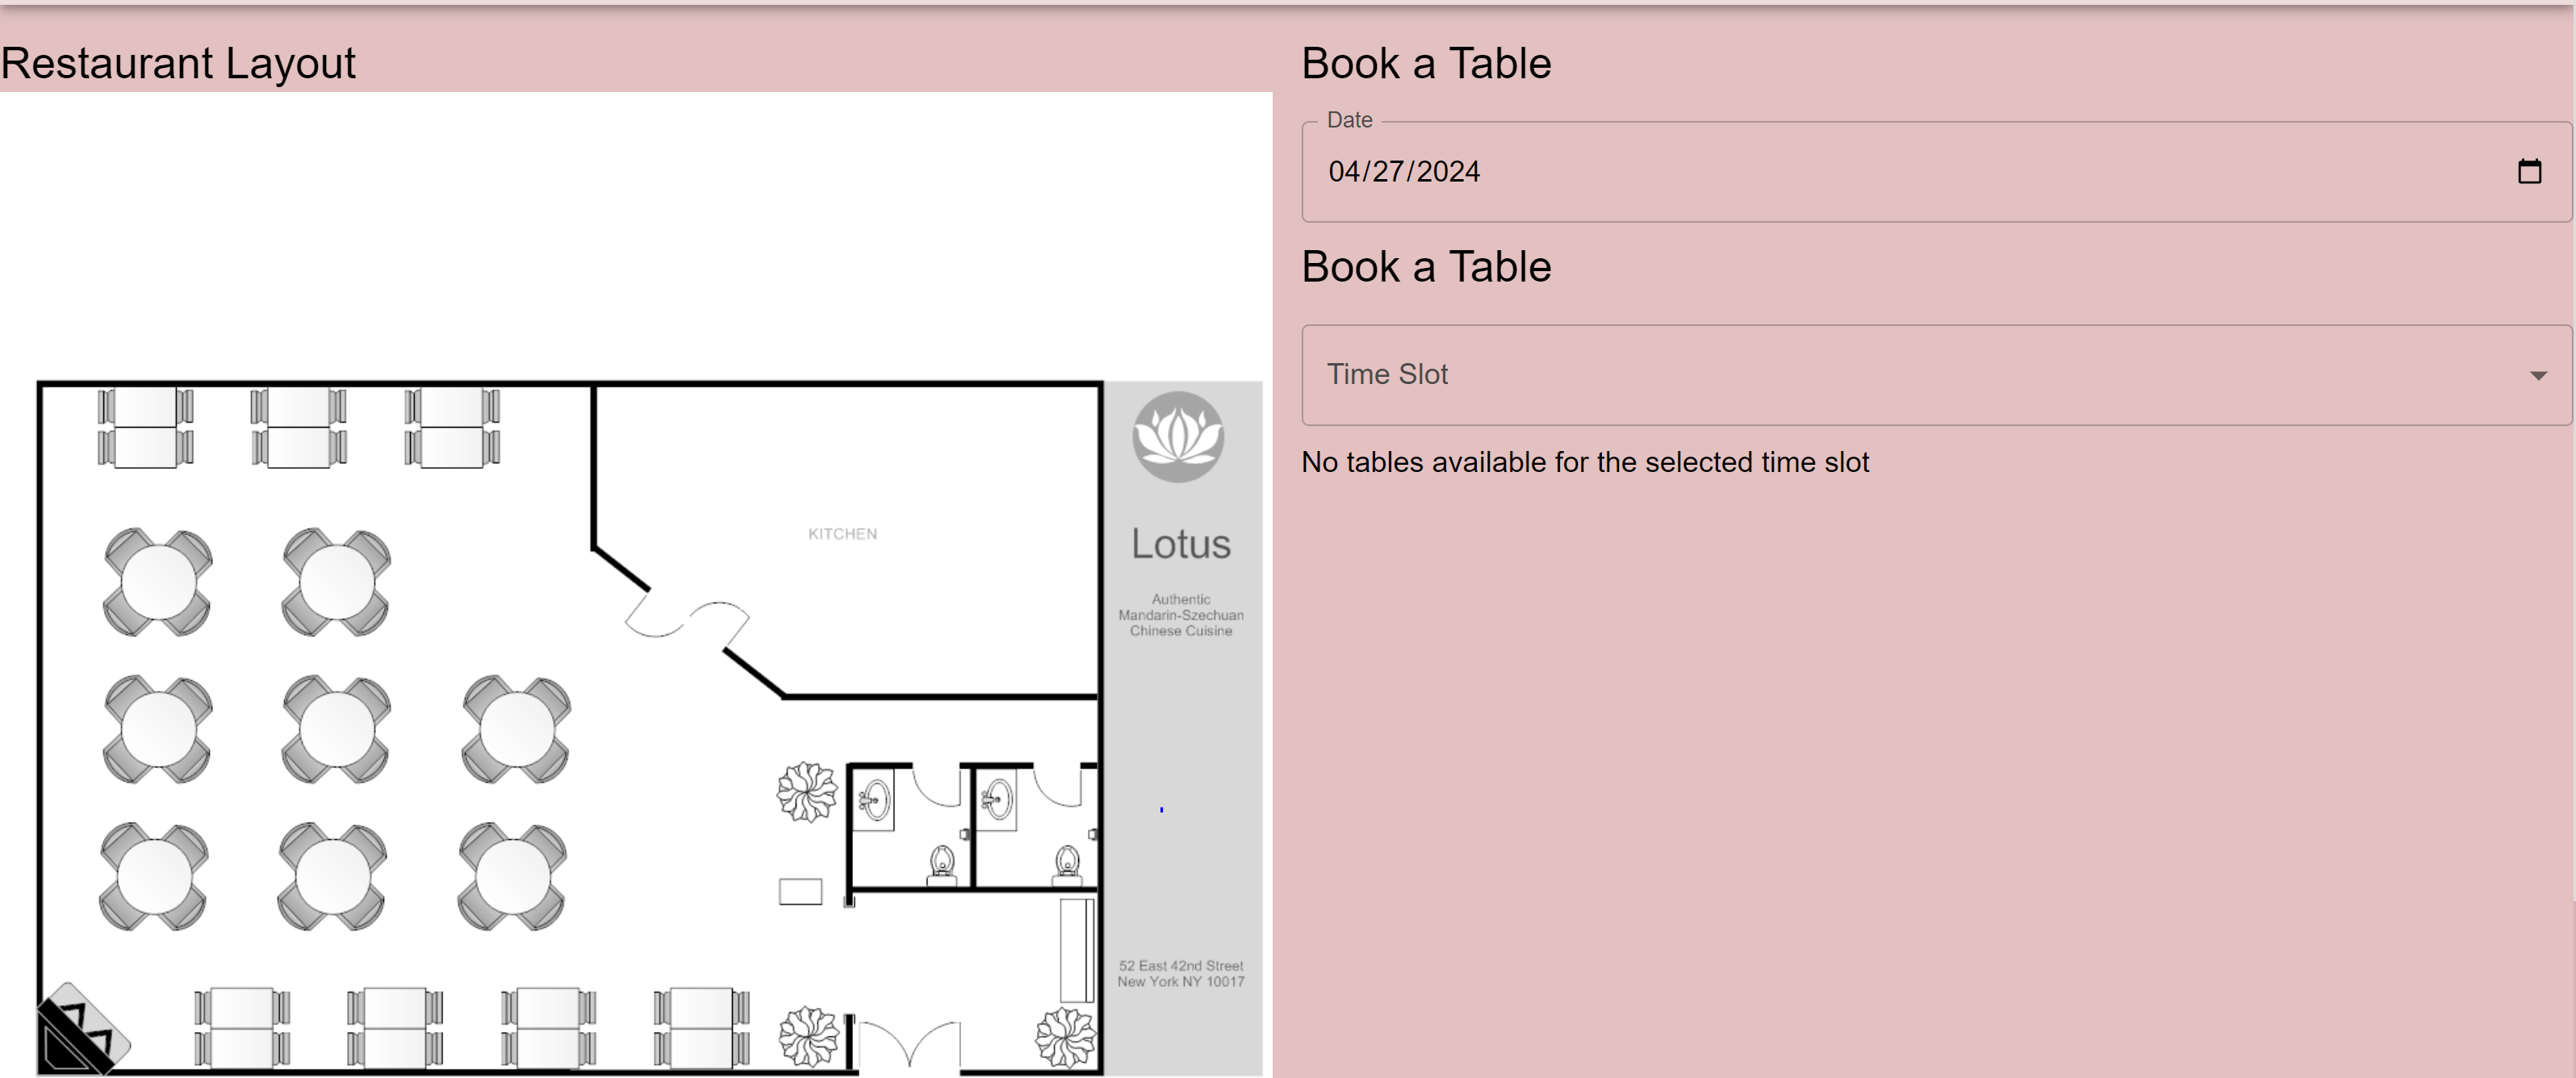 Restaurant Layout
KITCHEN
Lotus
Authentic
Mandarin-Szechuan
Chinese Cuisine
52 East 42nd Street
New York NY 10017
Book a Table
Date
04/27/2024
Book a Table
Time Slot
No tables available for the selected time slot